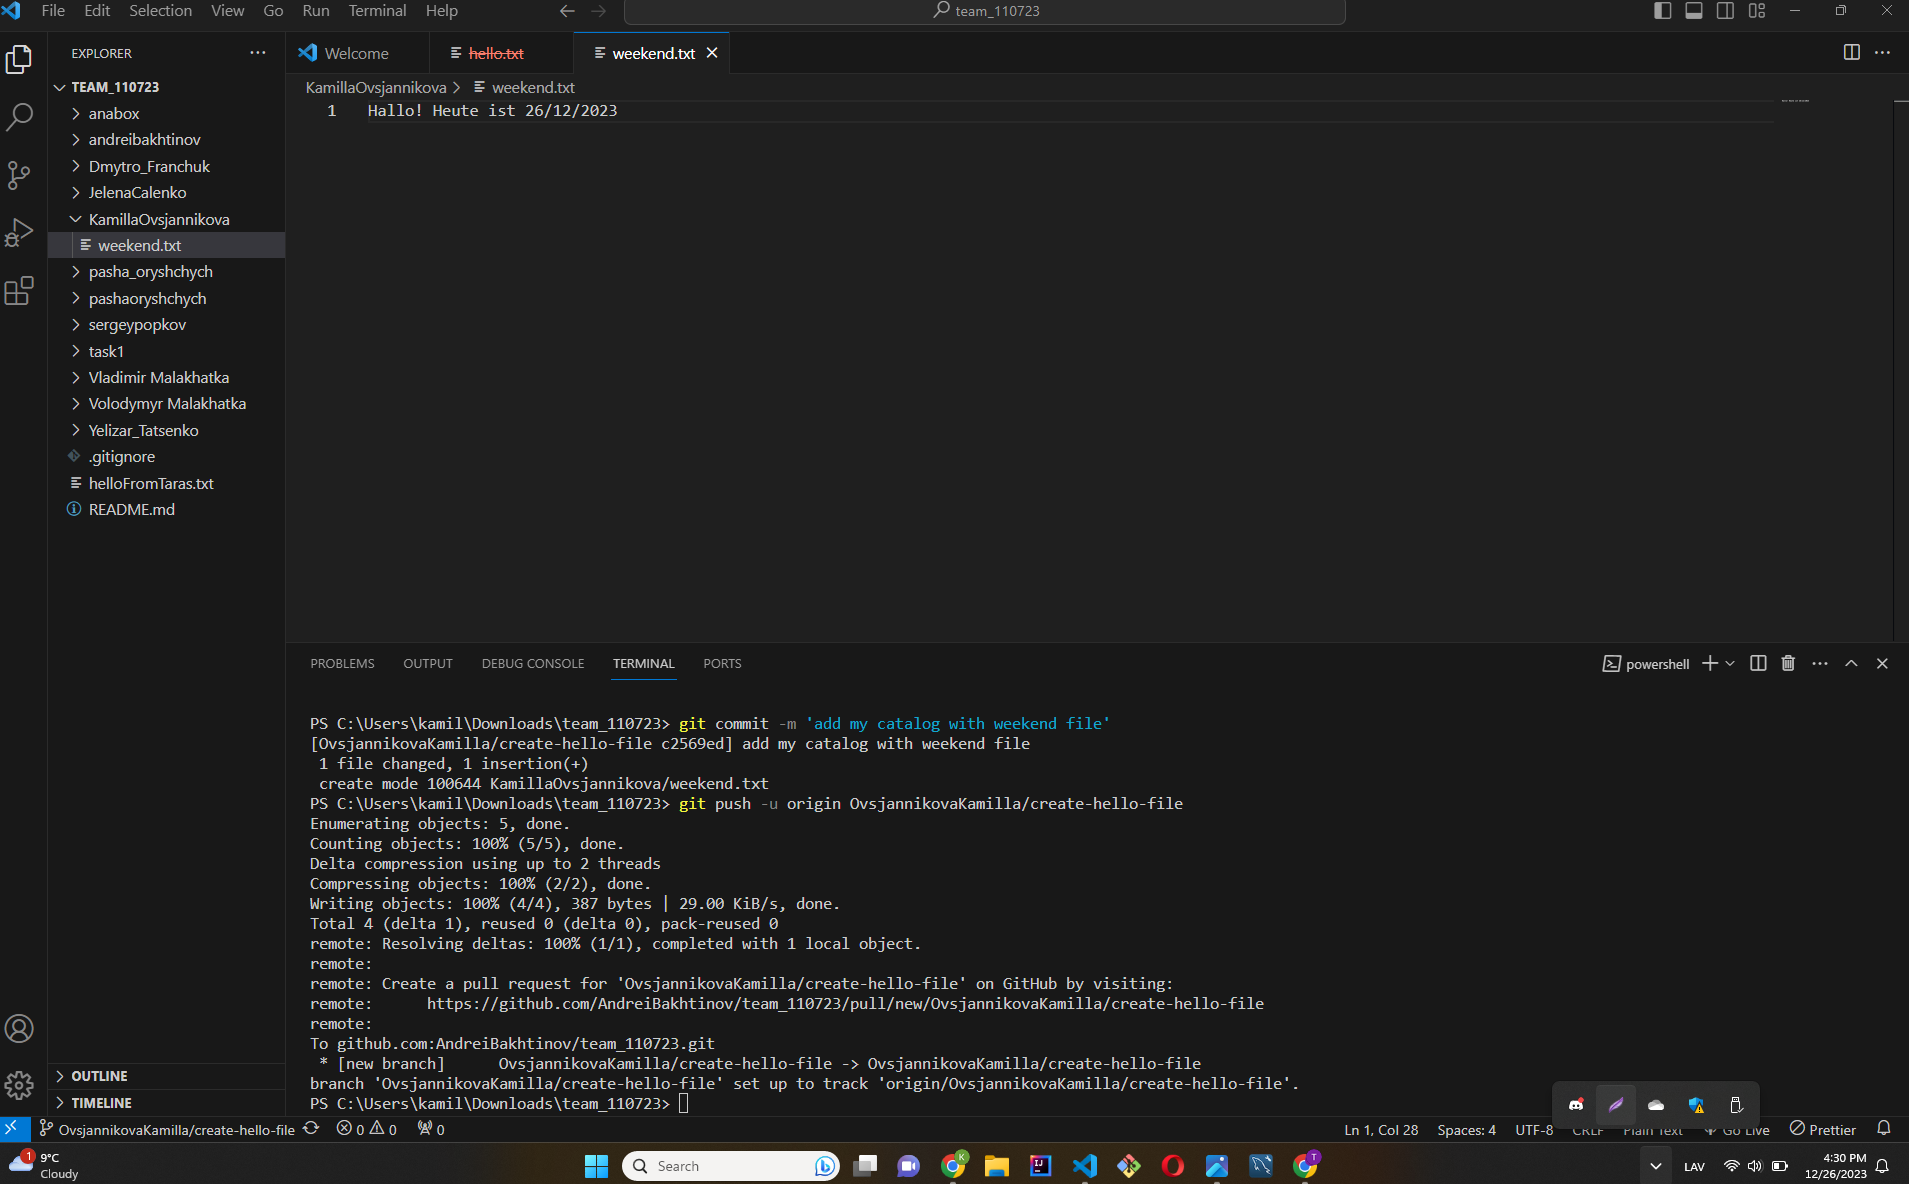 File Edit Selection View Go Run Terminal Help
team_110723
EXPLORER
TEAM_110723
anabox
andreibakhtinov
Dmytro_Franchuk
JelenaCalenko
KamillaOvsjannikova
weekend.txt
pasha_oryshchych
pashaoryshchych
sergeypopkov
task1
Vladimir Malakhatka
Volodymyr Malakhatka
Yelizar_Tatsenko
.gitignore
helloFromTaras.txt
README.md
OUTLINE
TIMELINE
Welcome hello.txt weekend.txt
KamillaOvsjannikova > weekend.txt
1 Hallo! Heute ist 26/12/2023
PROBLEMS OUTPUT DEBUG CONSOLE TERMINAL PORTS
powershell
PS C:\Users\kamil\Downloads\team_110723> git commit -m 'add my catalog with weekend file'
[OvsjannikovaKamilla/create-hello-file c2569ed] add my catalog with weekend file
1 file changed, 1 insertion(+)
create mode 100644 KamillaOvsjannikova/weekend.txt
PS C:\Users\kamil\Downloads\team_110723> git push -u origin OvsjannikovaKamilla/create-hello-file
Enumerating objects: 5, done.
Counting objects: 100% (5/5), done.
Delta compression using up to 2 threads
Compressing objects: 100% (2/2), done.
Writing objects: 100% (4/4), 387 bytes | 29.00 KiB/s, done.
Total 4 (delta 1), reused 0 (delta 0), pack-reused 0
remote: Resolving deltas: 100% (1/1), completed with 1 local object.
remote:
remote: Create a pull request for 'OvsjannikovaKamilla/create-hello-file' on GitHub by visiting:
remote: https://github.com/AndreiBakhtinov/team_110723/pull/new/OvsjannikovaKamilla/create-hello-file
remote:
To github.com:AndreiBakhtinov/team_110723.git
* [new branch] OvsjannikovaKamilla/create-hello-file -> OvsjannikovaKamilla/create-hello-file
branch 'OvsjannikovaKamilla/create-hello-file' set up to track 'origin/OvsjannikovaKamilla/create-hello-file'.
PS C:\Users\kamil\Downloads\team_110723>
OvsjannikovaKamilla/create-hello-file 0 0 0 Ln 1, Col 28 Spaces: 4 UTF-8 CRLF Plain Text Go Live Prettier
1 9°C
Cloudy
Search
K
T
LAV
4:30 PM
12/26/2023